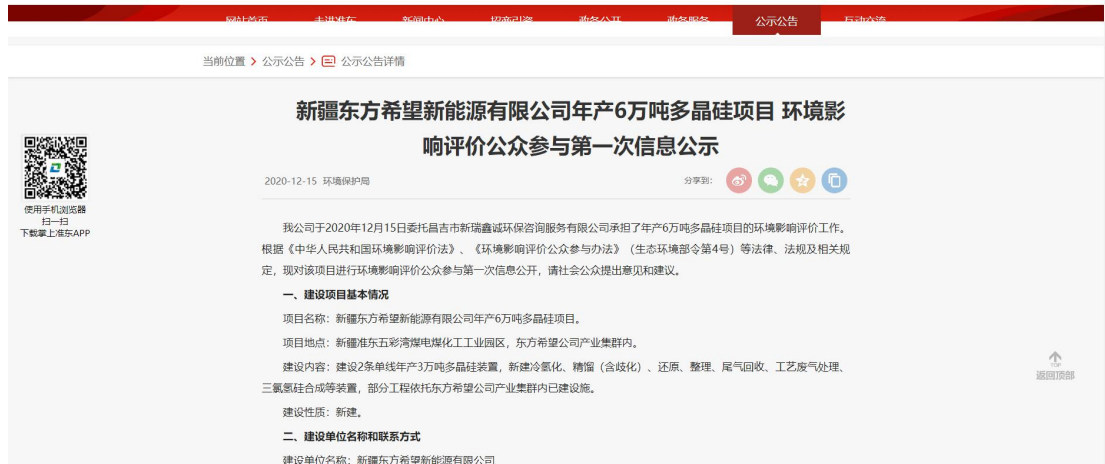 网站首页 走进准东 新闻中心 招商引资 政务公开 政务服务 公示公告 互动交流
当前位置 > 公示公告 > 公示公告详情
新疆东方希望新能源有限公司年产6万吨多晶硅项目 环境影
响评价公众参与第一次信息公示
2020-12-15 环境保护局 分享到:
使用手机浏览器
扫一扫
下载掌上准东APP
我公司于2020年12月15日委托昌吉市新瑞鑫诚环保咨询服务有限公司承担了年产6万吨多晶硅项目的环境影响评价工作。
根据《中华人民共和国环境影响评价法》、《环境影响评价公众参与办法》（生态环境部令第4号）等法律、法规及相关规
定，现对该项目进行环境影响评价公众参与第一次信息公开，请社会公众提出意见和建议。
一、建设项目基本情况
项目名称：新疆东方希望新能源有限公司年产6万吨多晶硅项目。
项目地点：新疆准东五彩湾煤电煤化工工业园区，东方希望公司产业集群内。
建设内容：建设2条单线年产3万吨多晶硅装置，新建冷氢化、精馏（含歧化）、还原、整理、尾气回收、工艺废气处理、
三氯氢硅合成等装置，部分工程依托东方希望公司产业集群内已建设施。
建设性质：新建。
二、建设单位名称和联系方式
建设单位名称：新疆东方希望新能源有限公司
TOP
返回顶部